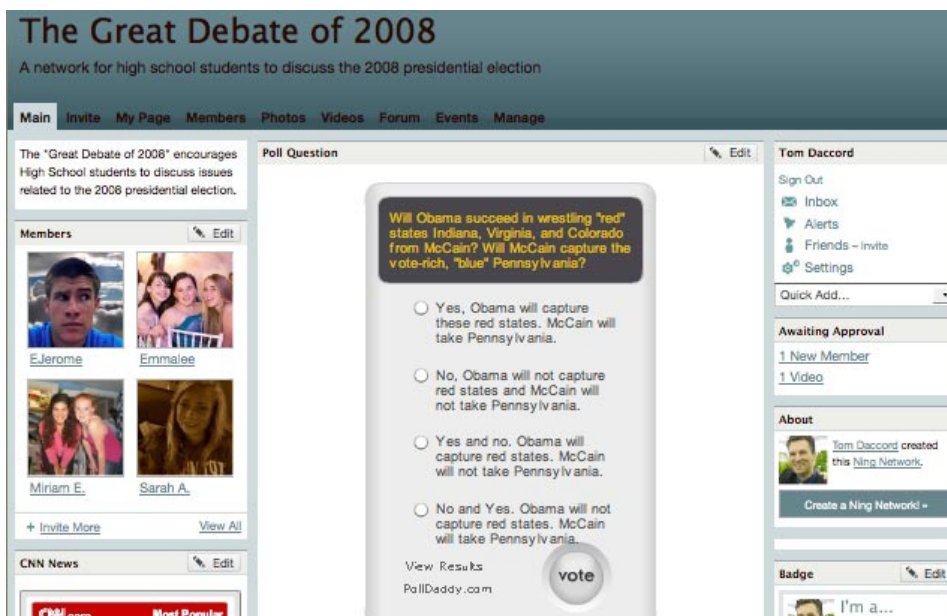 The Great Debate of 2008
A network for high school students to discuss the 2008 presidential election
Main Invite My Page Members Photos Videos Forum Events Manage
The "Great Debate of 2008" encourages
High School students to discuss issues
related to the 2008 presidential election.
Members
Edit
EJerome
Emmalee
Miriam E.
Sarah A.
+ Invite More
View All
CNN News
Edit
CNN.com
Most Popular
Poll Question
Edit
Will Obama succeed in wrestling "red"
states Indiana, Virginia, and Colorado
from McCain? Will McCain capture the
vote-rich, "blue" Pennsylvania?
Yes, Obama will capture
these red states. McCain will
take Pennsylvania.
No, Obama will not capture
red states and McCain will
not take Pennsylvania.
Yes and no. Obama will
capture red states. McCain
will not take Pennsylvania.
No and Yes. Obama will not
capture red states. McCain
will take Pennsylvania.
View Results
PollDaddy.com
vote
Tom Daccord
Sign Out
Inbox
Alerts
Friends – Invite
Settings
Quick Add...
Awaiting Approval
1 New Member
1 Video
About
Tom Daccord created
this Ning Network.
Create a Ning Network! »
Badge
Edit
I'm a...